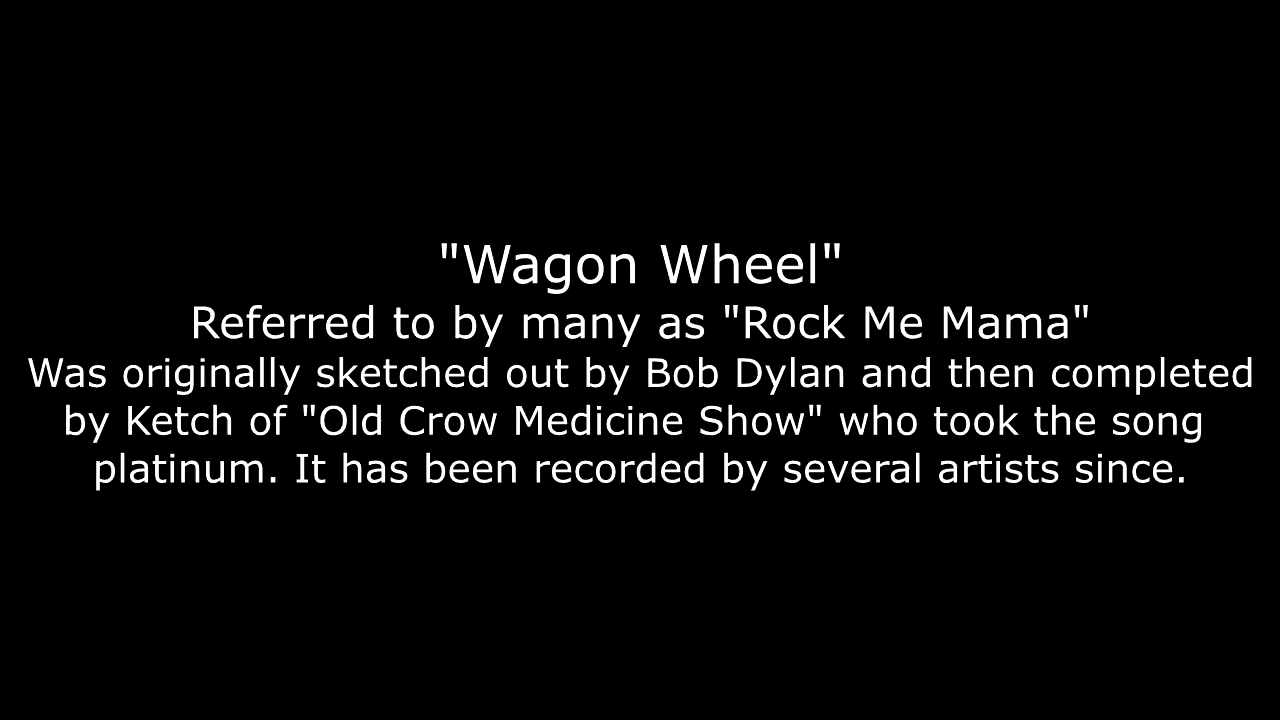 "Wagon Wheel"
Referred to by many as "Rock Me Mama"
Was originally sketched out by Bob Dylan and then completed
by Ketch of "Old Crow Medicine Show" who took the song
platinum. It has been recorded by several artists since.